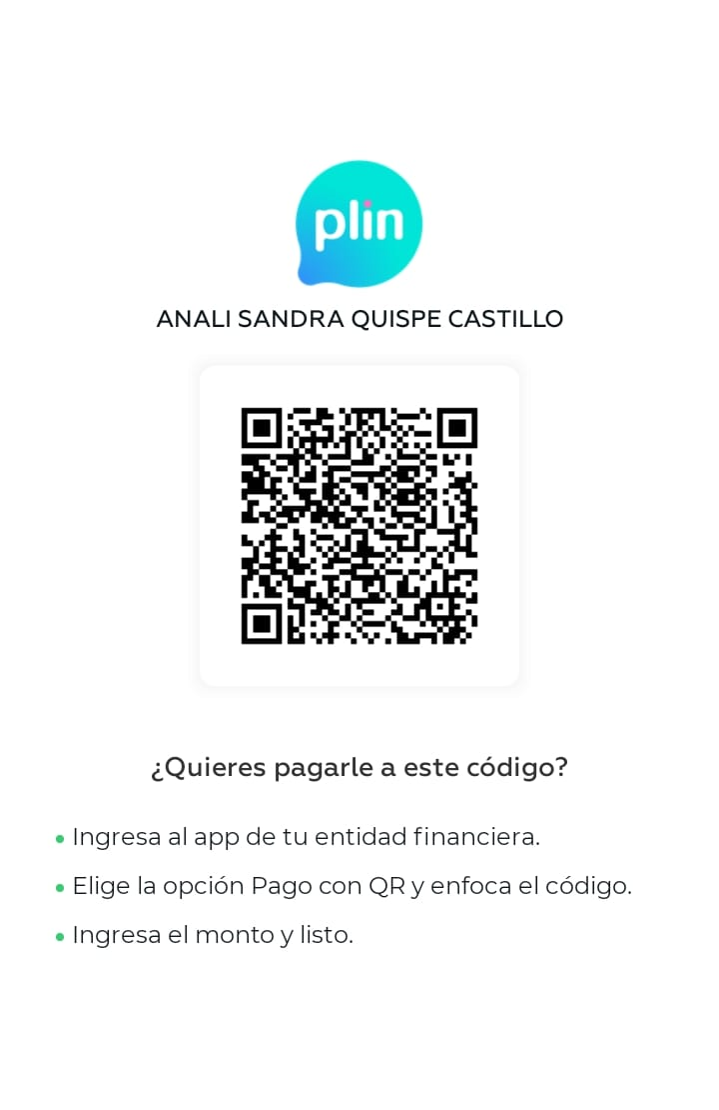 plin
ANALI SANDRA QUISPE CASTILLO
¿Quieres pagarle a este código?
• Ingresa al app de tu entidad financiera.
• Elige la opción Pago con QR y enfoca el código.
• Ingresa el monto y listo.